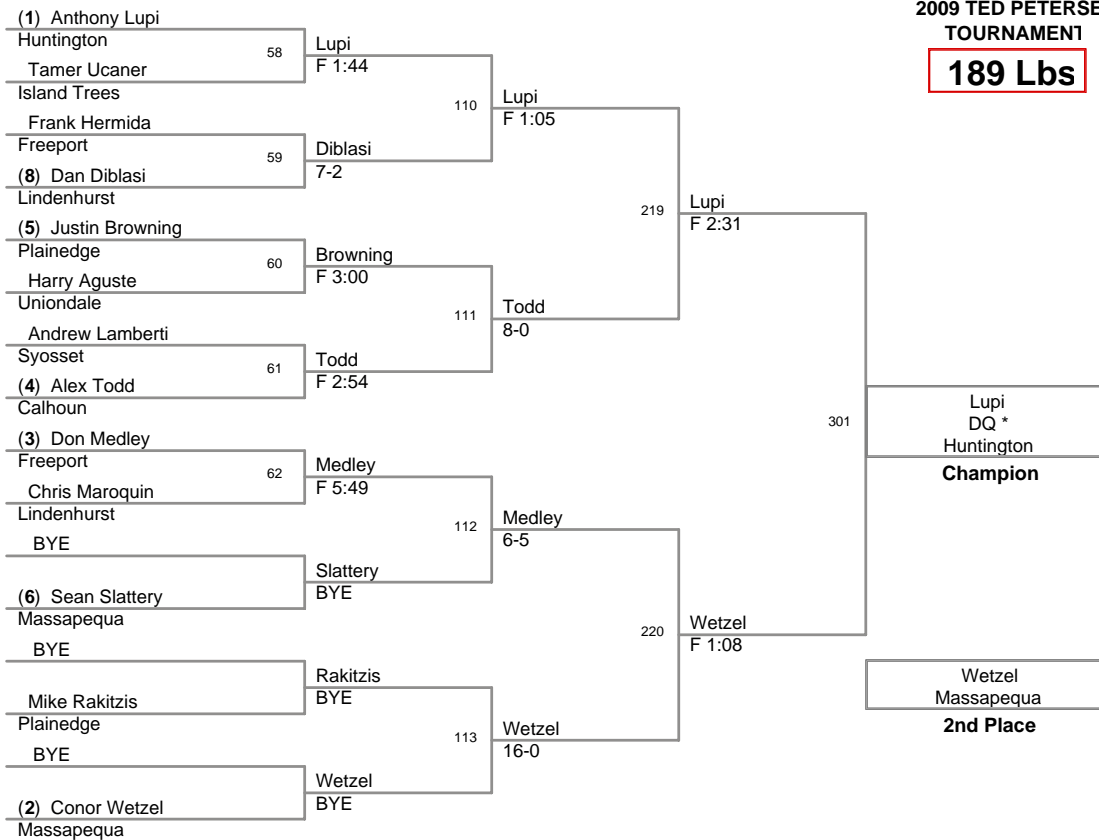 2009 TED PETERSE
TOURNAMENT
189 Lbs
(1) Anthony Lupi
Huntington
58
Tamer Ucaner
Island Trees
Lupi
F 1:44
Frank Hermida
Freeport
59
(8) Dan Diblasi
Lindenhurst
Diblasi
7-2
110
Lupi
F 1:05
(5) Justin Browning
Plainedge
60
Harry Aguste
Uniondale
Browning
F 3:00
Andrew Lamberti
Syosset
61
(4) Alex Todd
Calhoun
Todd
F 2:54
111
Todd
8-0
219
Lupi
F 2:31
(3) Don Medley
Freeport
62
Chris Maroquin
Lindenhurst
Medley
F 5:49
BYE
(6) Sean Slattery
Massapequa
Slattery
BYE
112
Medley
6-5
BYE
Mike Rakitzis
Plainedge
Rakitzis
BYE
BYE
(2) Conor Wetzel
Massapequa
Wetzel
BYE
113
Wetzel
16-0
220
Wetzel
F 1:08
301
Lupi
DQ *
Huntington
Champion
Wetzel
Massapequa
2nd Place